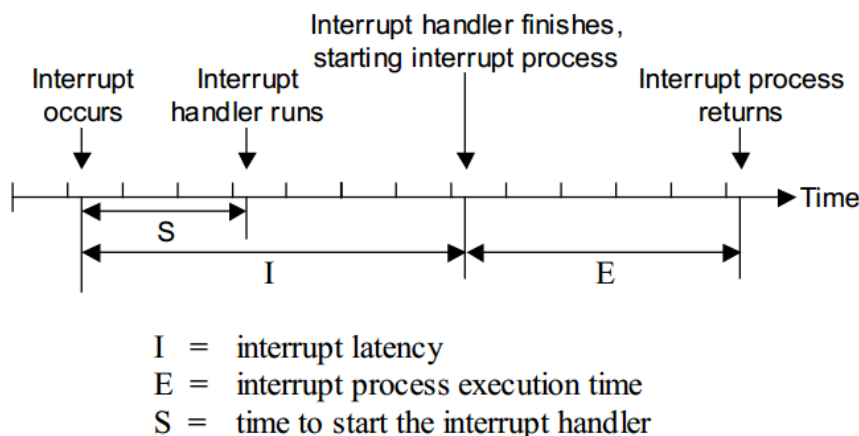 Interrupt handler finishes,
starting interrupt process
Interrupt
occurs
Interrupt
handler runs
Interrupt process
returns
Time
S
I
E
I = interrupt latency
E = interrupt process execution time
S = time to start the interrupt handler